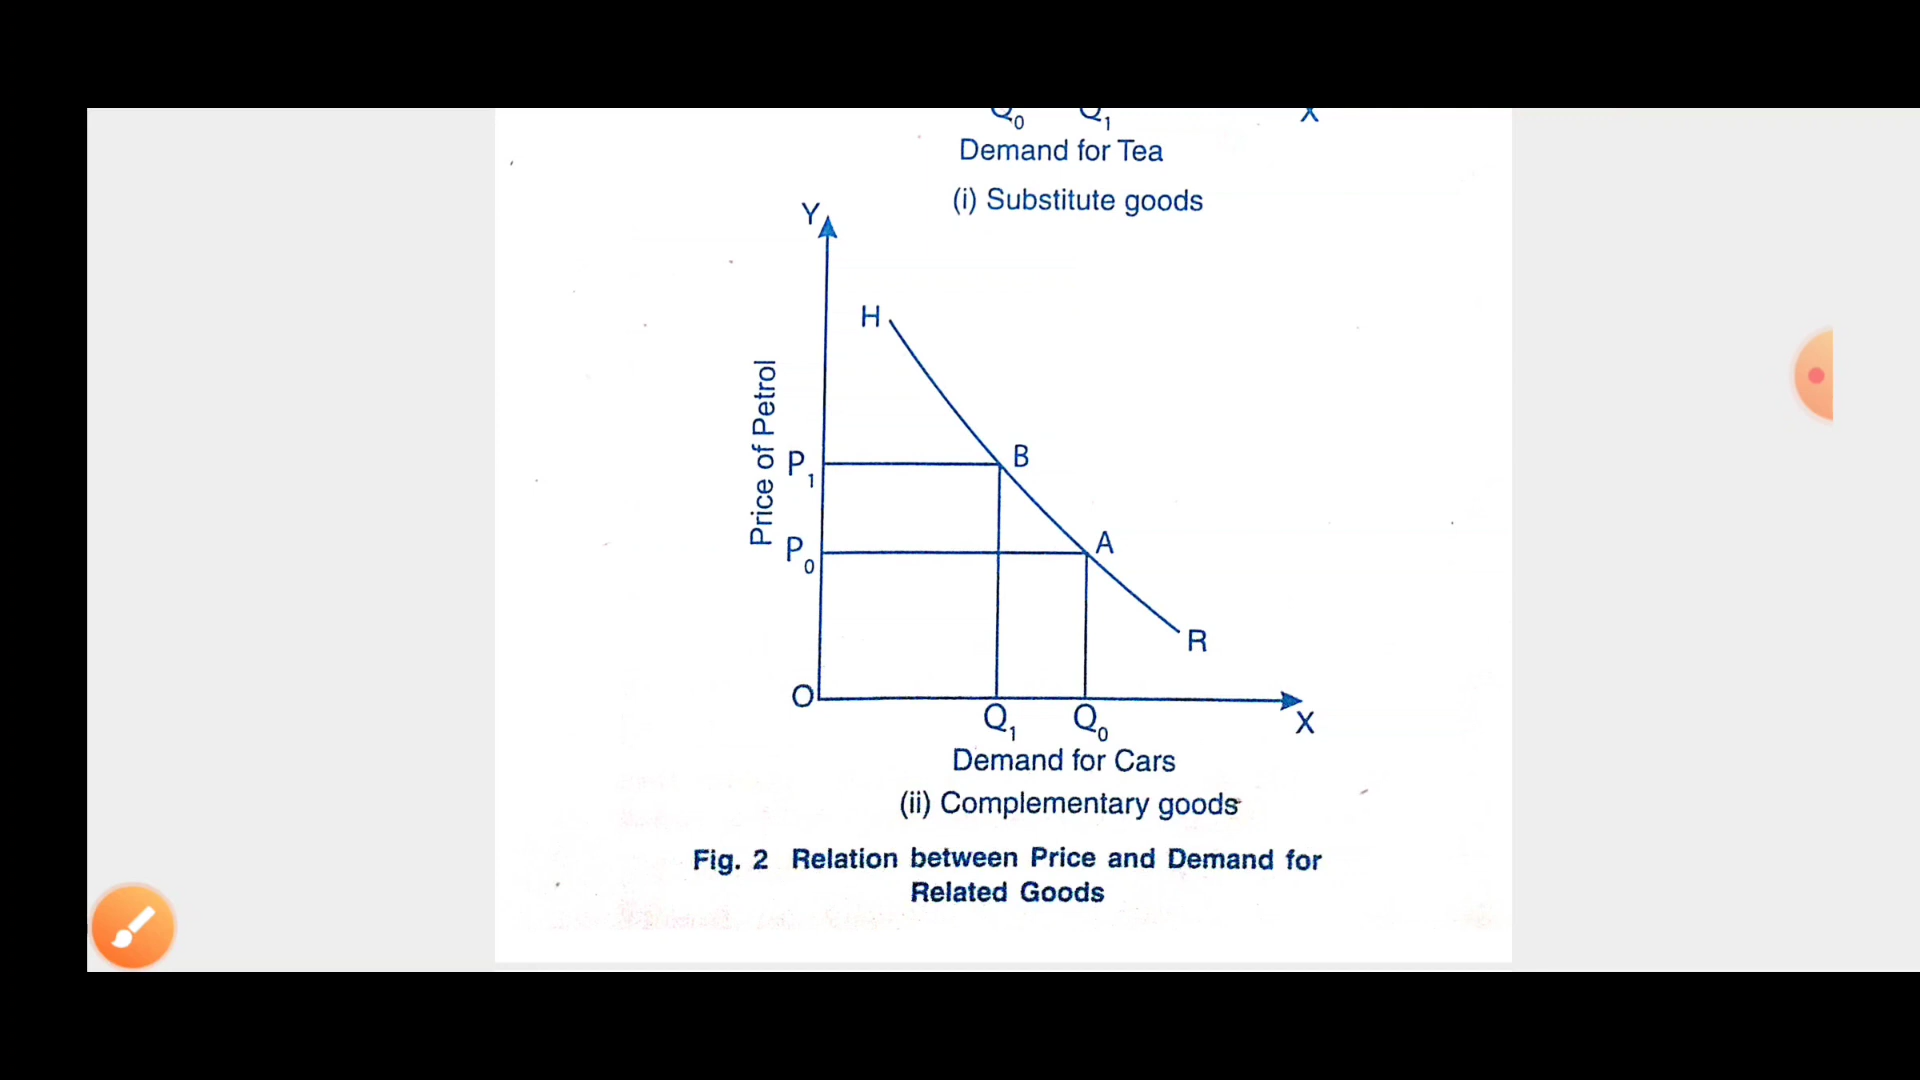 Q0 Q1 X
Demand for Tea
(i) Substitute goods
Y
H
Price of Petrol
P1
B
P0
A
R
O
Q1 Q0 X
Demand for Cars
(ii) Complementary goods
Fig. 2 Relation between Price and Demand for
Related Goods